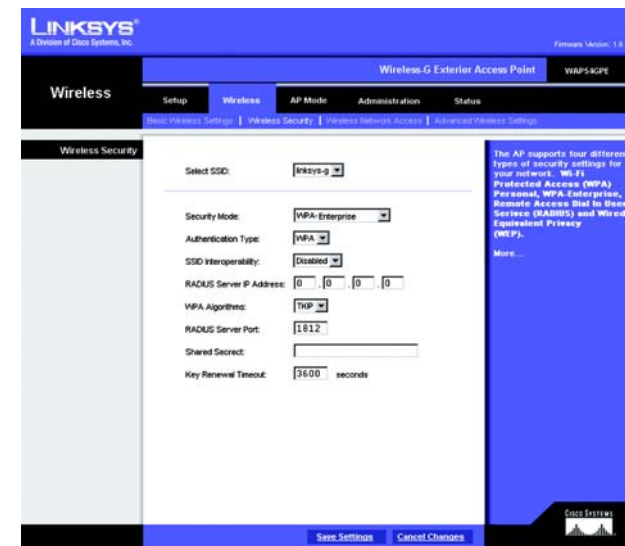 LINKSYS®
A Division of Cisco Systems, Inc.
Firmware Version: 1.0.
Wireless-G Exterior Access Point WAP54GPE
Wireless
Setup Wireless AP Mode Administration Status
Basic Wireless Settings | Wireless Security | Wireless Network Access | Advanced Wireless Settings
Wireless Security
Select SSID: linksys-g
Security Mode: WPA-Enterprise
Authentication Type: WPA
SSID Interoperability: Disabled
RADIUS Server IP Address: 0 . 0 . 0 . 0
WPA Algorithms: TKIP
RADIUS Server Port: 1812
Shared Secrect:
Key Renewal Timeout: 3600 seconds
The AP supports four differen
types of security settings for
your network. Wi-Fi
Protected Access (WPA)
Personal, WPA-Enterprise,
Remote Access Dial In User
Serivce (RADIUS) and Wired
Equivalent Privacy
(WEP).
More...
Save Settings Cancel Changes
CISCO SYSTEMS